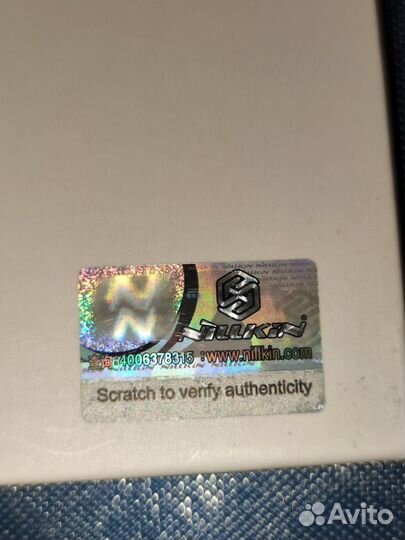 NILLKIN
查询:4006378315 :www.nillkin.com
Scratch to verify authenticity
Avito